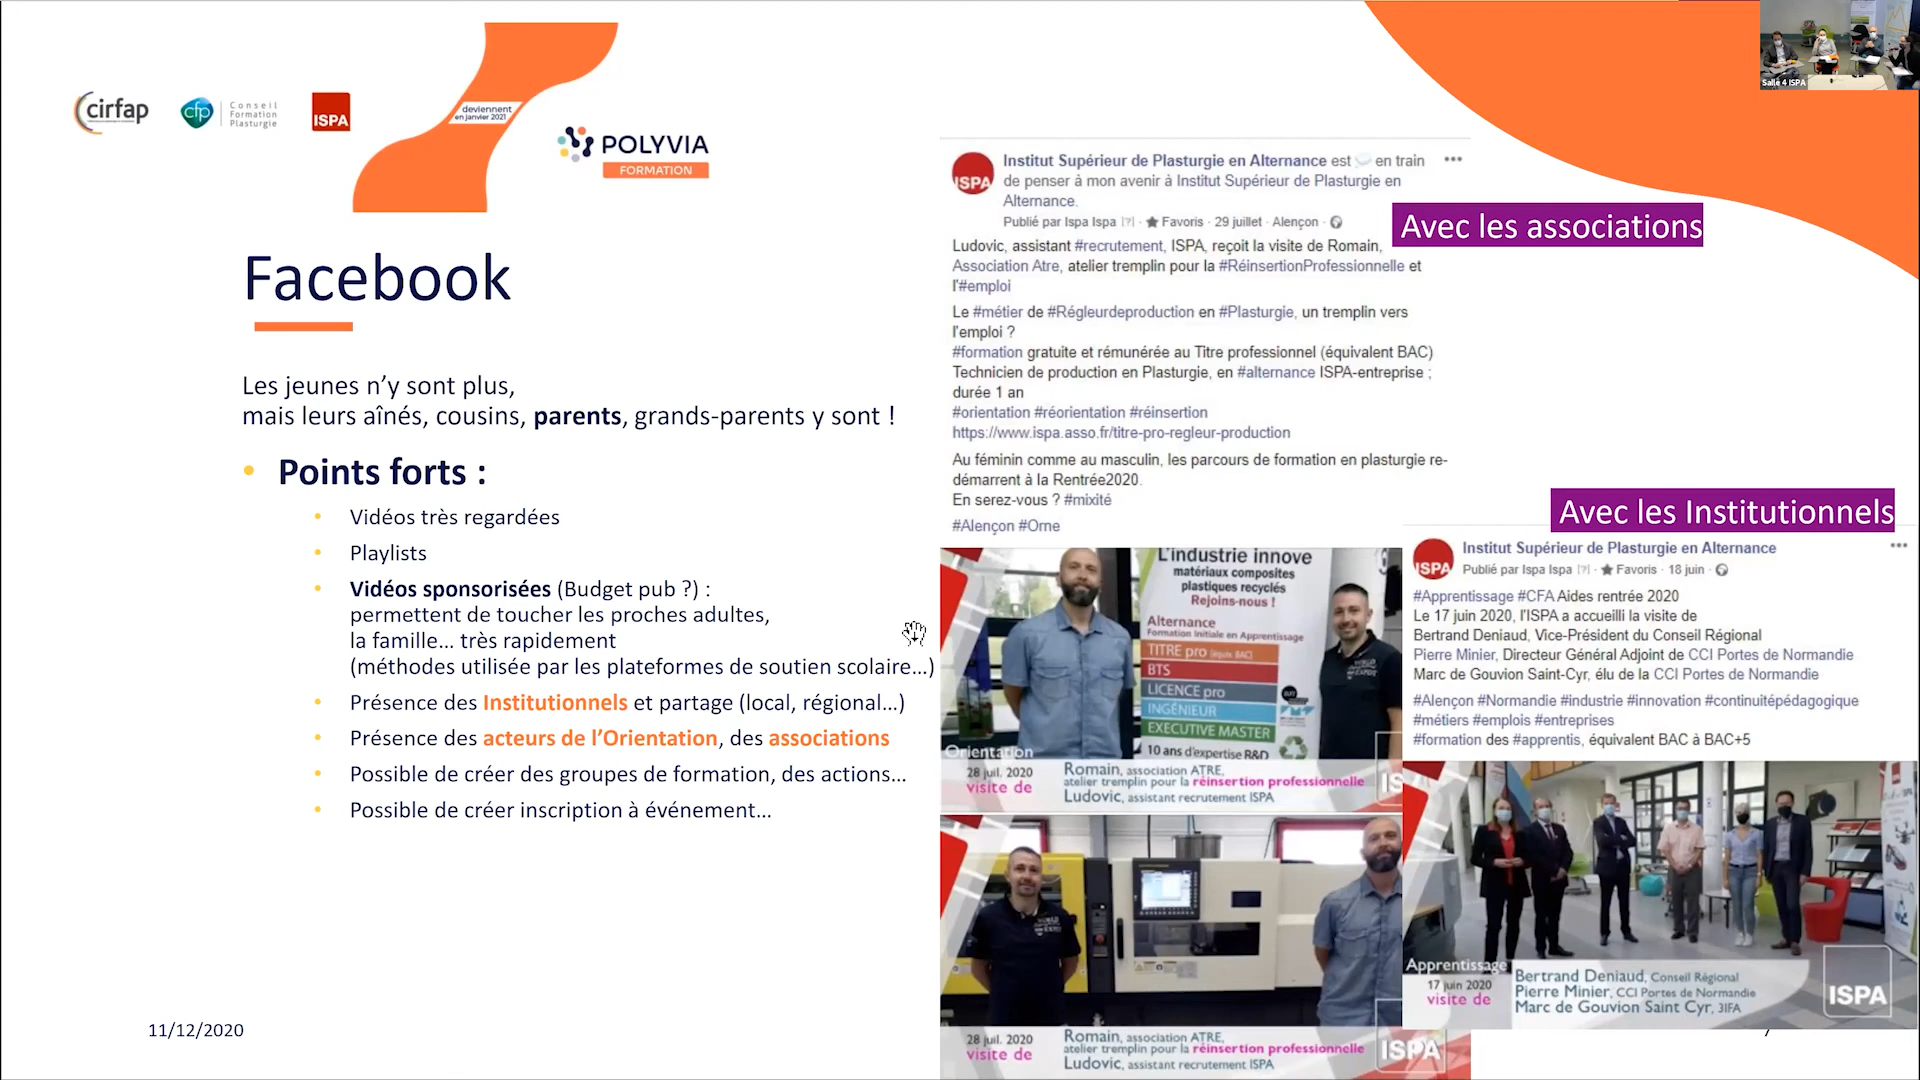 cirfap
cfp
Conseil
Formation
Plasturgie
ISPA
deviennent
en janvier 2021
POLYVIA
FORMATION
Salle 4 ISPA
Facebook
Les jeunes n’y sont plus,
mais leurs aînés, cousins, parents, grands-parents y sont !
• Points forts :
• Vidéos très regardées
• Playlists
• Vidéos sponsorisées (Budget pub ?) :
permettent de toucher les proches adultes,
la famille... très rapidement
(méthodes utilisée par les plateformes de soutien scolaire...)
• Présence des Institutionnels et partage (local, régional...)
• Présence des acteurs de l’Orientation, des associations
• Possible de créer des groupes de formation, des actions...
• Possible de créer inscription à événement...
11/12/2020
Avec les associations
ISPA
Institut Supérieur de Plasturgie en Alternance est en train
de penser à mon avenir à Institut Supérieur de Plasturgie en
Alternance.
Publié par Ispa Ispa [?] · Favoris · 29 juillet · Alençon ·
Ludovic, assistant #recrutement, ISPA, reçoit la visite de Romain,
Association Atre, atelier tremplin pour la #RéinsertionProfessionnelle et
l'#emploi
Le #métier de #Régleurdeproduction en #Plasturgie, un tremplin vers
l'emploi ?
#formation gratuite et rémunérée au Titre professionnel (équivalent BAC)
Technicien de production en Plasturgie, en #alternance ISPA-entreprise ;
durée 1 an
#orientation #réorientation #réinsertion
https://www.ispa.asso.fr/titre-pro-regleur-production
Au féminin comme au masculin, les parcours de formation en plasturgie re-
démarrent à la Rentrée2020.
En serez-vous ? #mixité
#Alençon #Orne
L'industrie innove
matériaux composites
plastiques recyclés
Rejoins-nous !
Alternance
Formation Initiale en Apprentissage
TITRE pro (équiv. BAC)
BTS
LICENCE pro
INGÉNIEUR
EXECUTIVE MASTER
10 ans d'expertise R&D
Orientation
28 juil. 2020
visite de
Romain, association ATRE,
atelier tremplin pour la réinsertion professionnelle
Ludovic, assistant recrutement ISPA
IS
28 juil. 2020
visite de
Romain, association ATRE,
atelier tremplin pour la réinsertion professionnelle
Ludovic, assistant recrutement ISPA
ISPA
Avec les Institutionnels
ISPA
Institut Supérieur de Plasturgie en Alternance
Publié par Ispa Ispa [?] · Favoris · 18 juin ·
#Apprentissage #CFA Aides rentrée 2020
Le 17 juin 2020, l'ISPA a accueilli la visite de
Bertrand Deniaud, Vice-Président du Conseil Régional
Pierre Minier, Directeur Général Adjoint de CCI Portes de Normandie
Marc de Gouvion Saint-Cyr, élu de la CCI Portes de Normandie
#Alençon #Normandie #industrie #innovation #continuitépédagogique
#métiers #emplois #entreprises
#formation des #apprentis, équivalent BAC à BAC+5
Apprentissage
17 juin 2020
visite de
Bertrand Deniaud, Conseil Régional
Pierre Minier, CCI Portes de Normandie
Marc de Gouvion Saint Cyr, 3IFA
ISPA